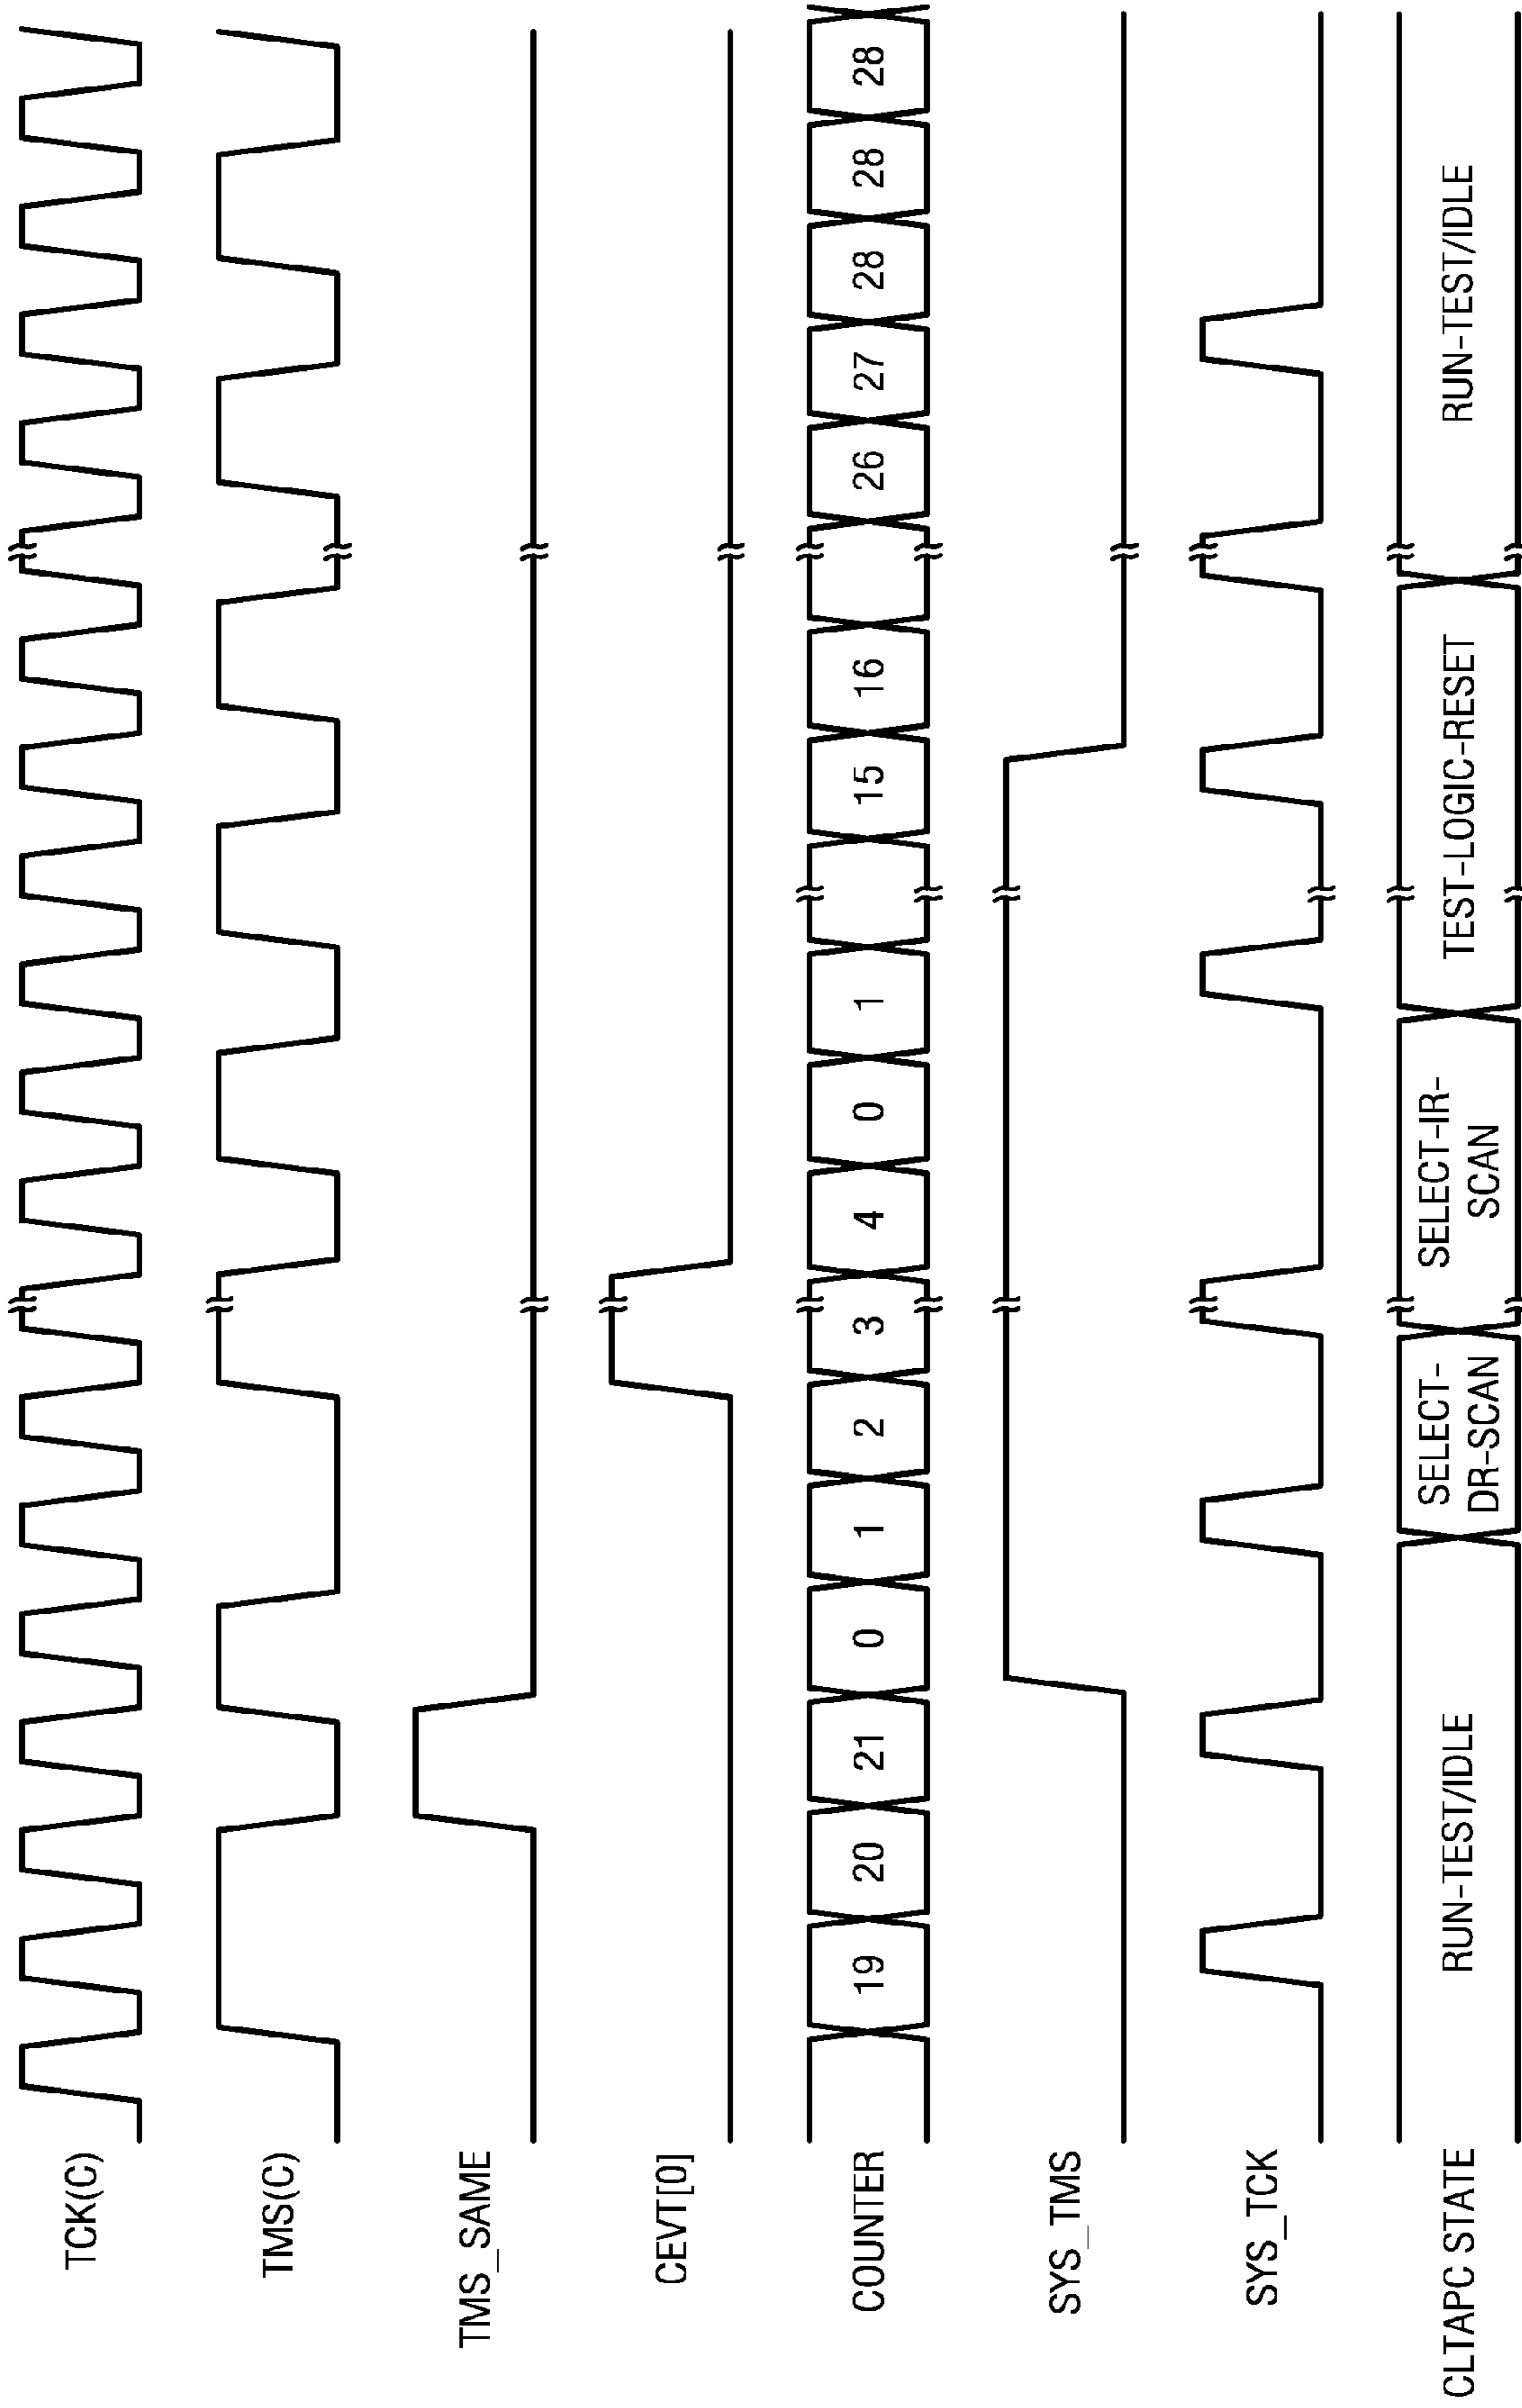 TCK(C)
TMS(C)
TMS_SAME
CEVT[0]
COUNTER
19
20
21
0
1
2
3
4
0
1
15
16
26
27
28
28
28
SYS_TMS
SYS_TCK
CLTAPC STATE
RUN-TEST/IDLE
SELECT-
DR-SCAN
SELECT-IR-
SCAN
TEST-LOGIC-RESET
RUN-TEST/IDLE